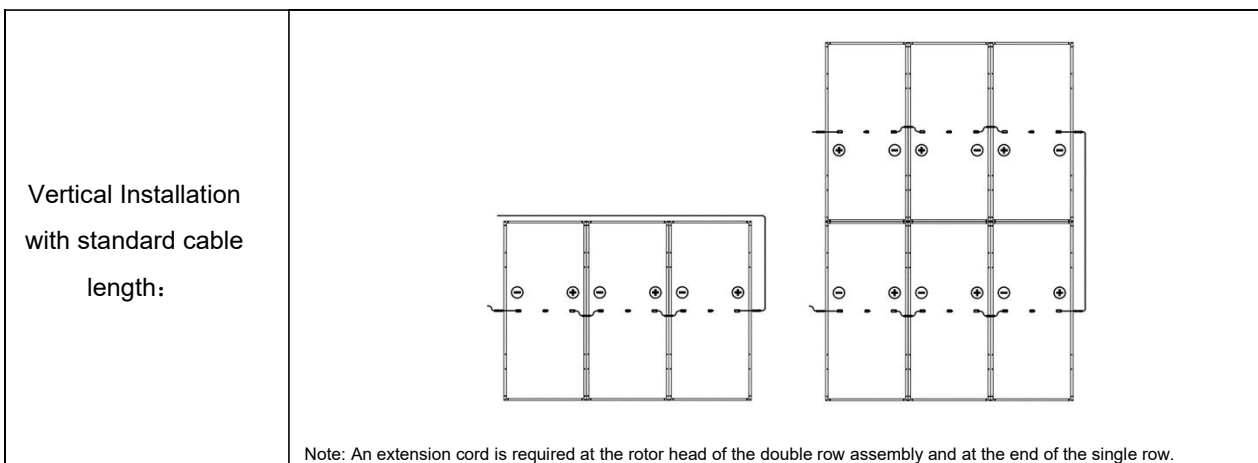 Vertical Installation
with standard cable
length：
⊕ ⊖ ⊕ ⊖ ⊕ ⊖
⊖ ⊕ ⊖ ⊕ ⊖ ⊕
⊖ ⊕ ⊖ ⊕ ⊖ ⊕
Note: An extension cord is required at the rotor head of the double row assembly and at the end of the single row.